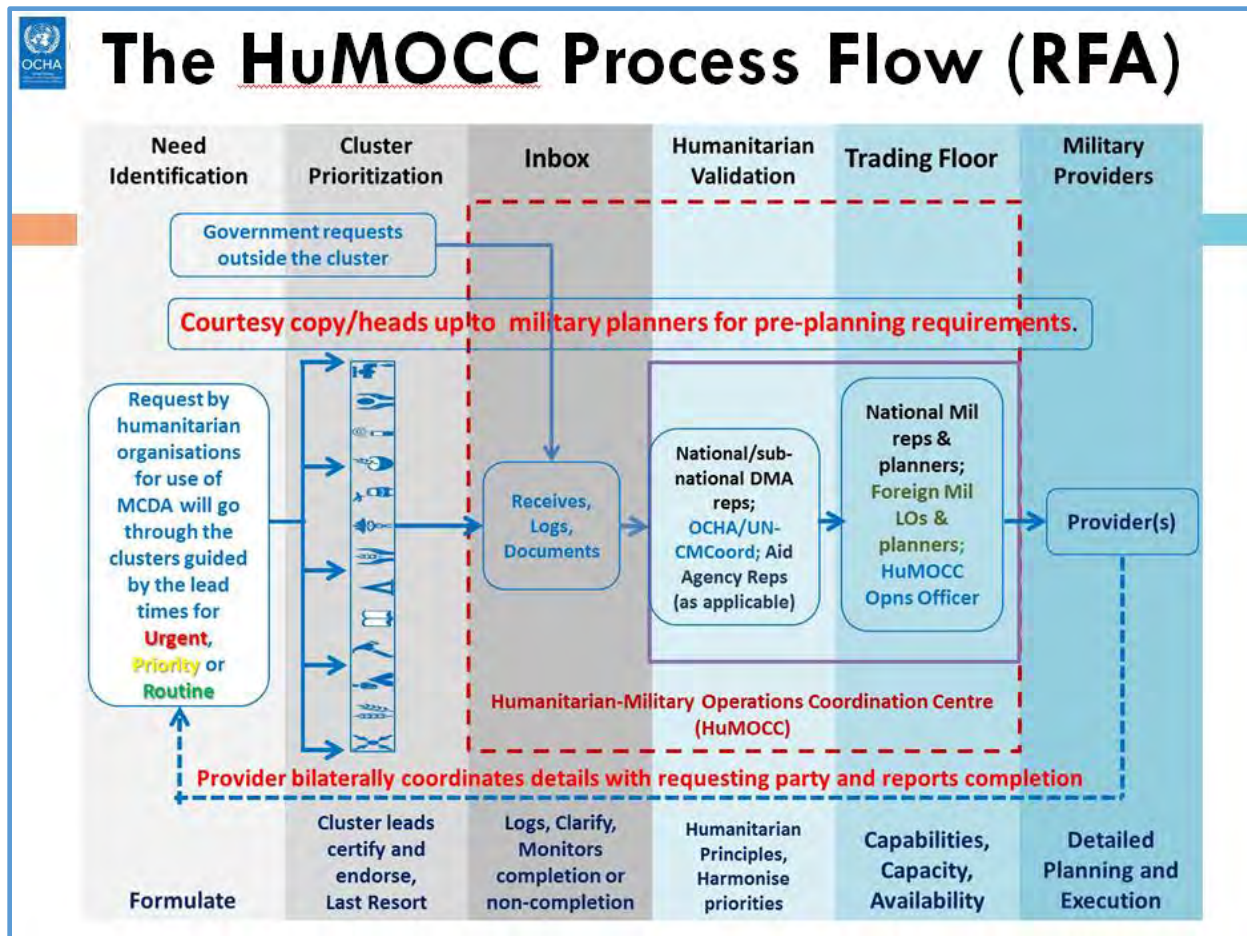 OCHA
The HuMOCC Process Flow (RFA)
Need
Identification
Cluster
Prioritization
Inbox
Humanitarian
Validation
Trading Floor
Military
Providers
Government requests
outside the cluster
Courtesy copy/heads up to military planners for pre-planning requirements.
Request by
humanitarian
organisations
for use of
MCDA will go
through the
clusters guided
by the lead
times for
Urgent,
Priority or
Routine
Receives,
Logs,
Documents
National/sub-
national DMA
reps;
OCHA/UN-
CMCoord; Aid
Agency Reps
(as applicable)
National Mil
reps &
planners;
Foreign Mil
LOs &
planners;
HuMOCC
Opns Officer
Provider(s)
Humanitarian-Military Operations Coordination Centre
(HuMOCC)
Provider bilaterally coordinates details with requesting party and reports completion
Formulate
Cluster leads
certify and
endorse,
Last Resort
Logs, Clarify,
Monitors
completion or
non-completion
Humanitarian
Principles,
Harmonise
priorities
Capabilities,
Capacity,
Availability
Detailed
Planning and
Execution